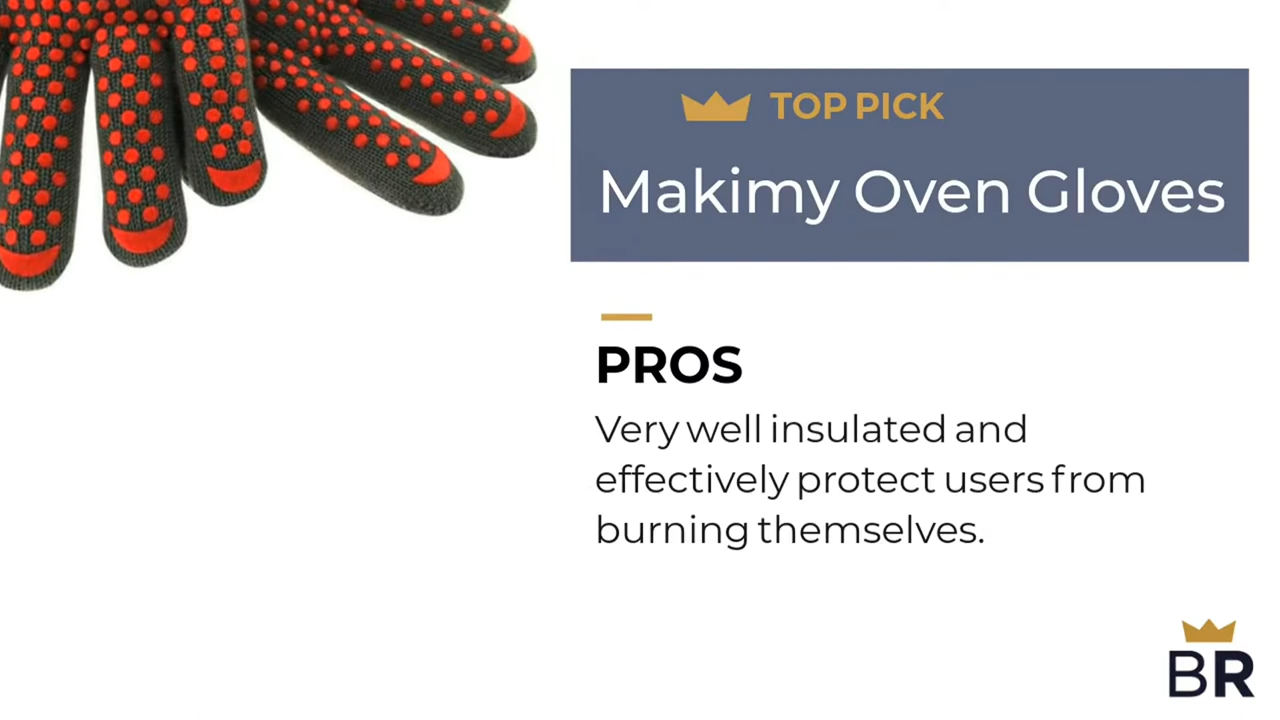 TOP PICK
Makimy Oven Gloves
PROS
Very well insulated and
effectively protect users from
burning themselves.
BR